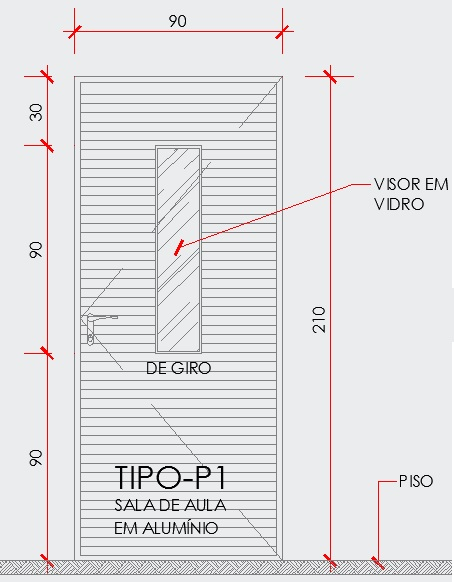 90
30
VISOR EM
VIDRO
90
210
DE GIRO
90
TIPO-P1
SALA DE AULA
EM ALUMÍNIO
PISO